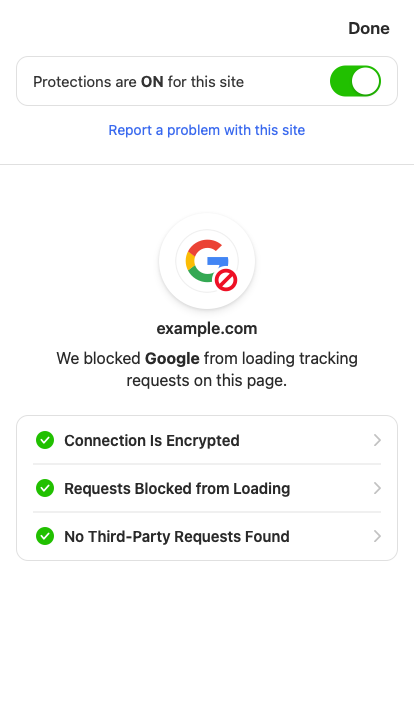 Done
Protections are ON for this site
Report a problem with this site
example.com
We blocked Google from loading tracking
requests on this page.
Connection Is Encrypted
Requests Blocked from Loading
No Third-Party Requests Found